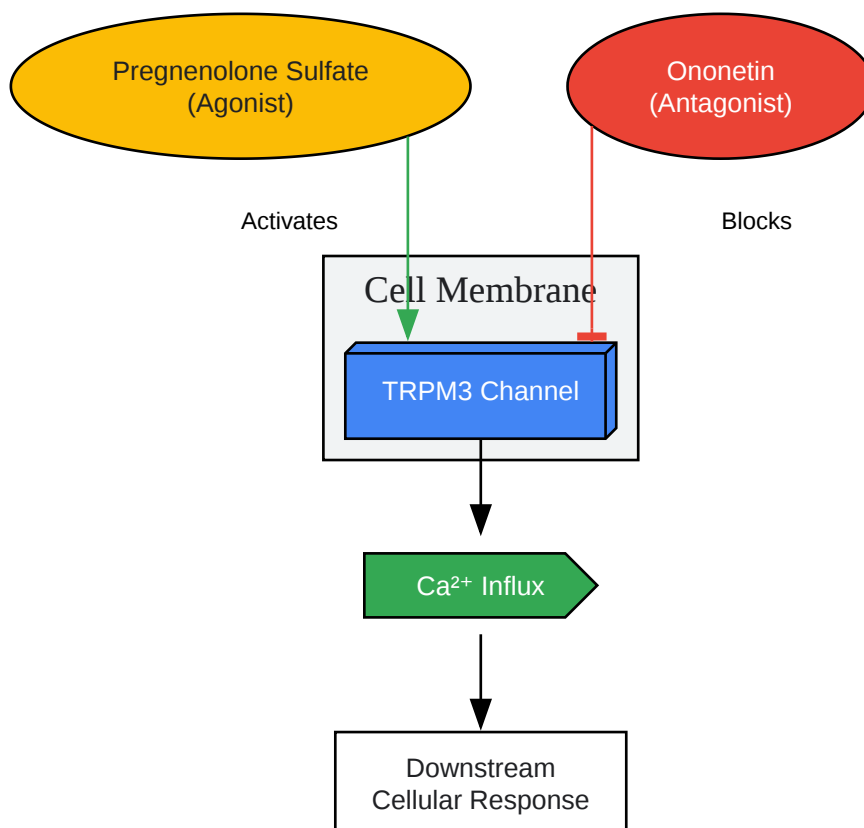 Pregnenolone Sulfate
(Agonist)
Ononetin
(Antagonist)
Activates
Blocks
Cell Membrane
TRPM3 Channel
Ca²⁺ Influx
Downstream
Cellular Response